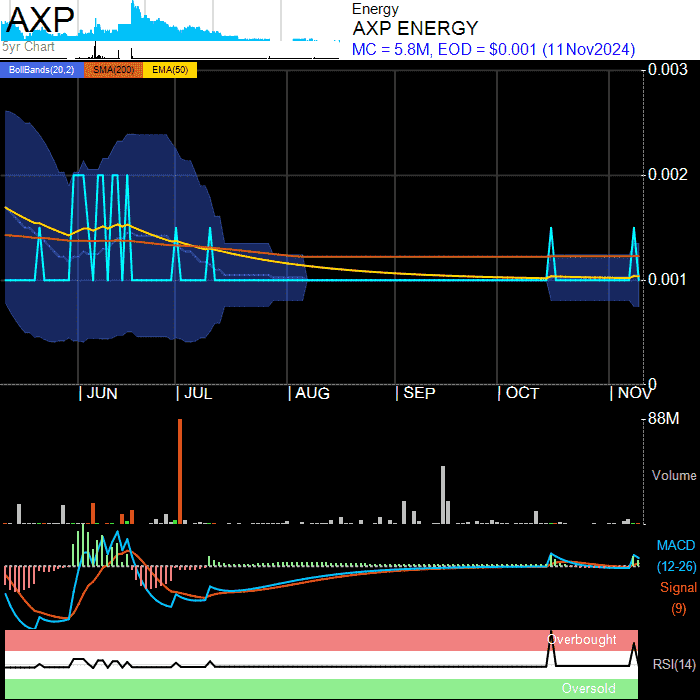 AXP
5yr Chart
Energy
AXP ENERGY
MC = 5.8M, EOD = $0.001 (11Nov2024)
BollBands(20,2) SMA(200) EMA(50)
0.003
0.002
0.001
0
JUN JUL AUG SEP OCT NOV
88M
Volume
MACD
(12-26)
Signal
(9)
Overbought
RSI(14)
Oversold